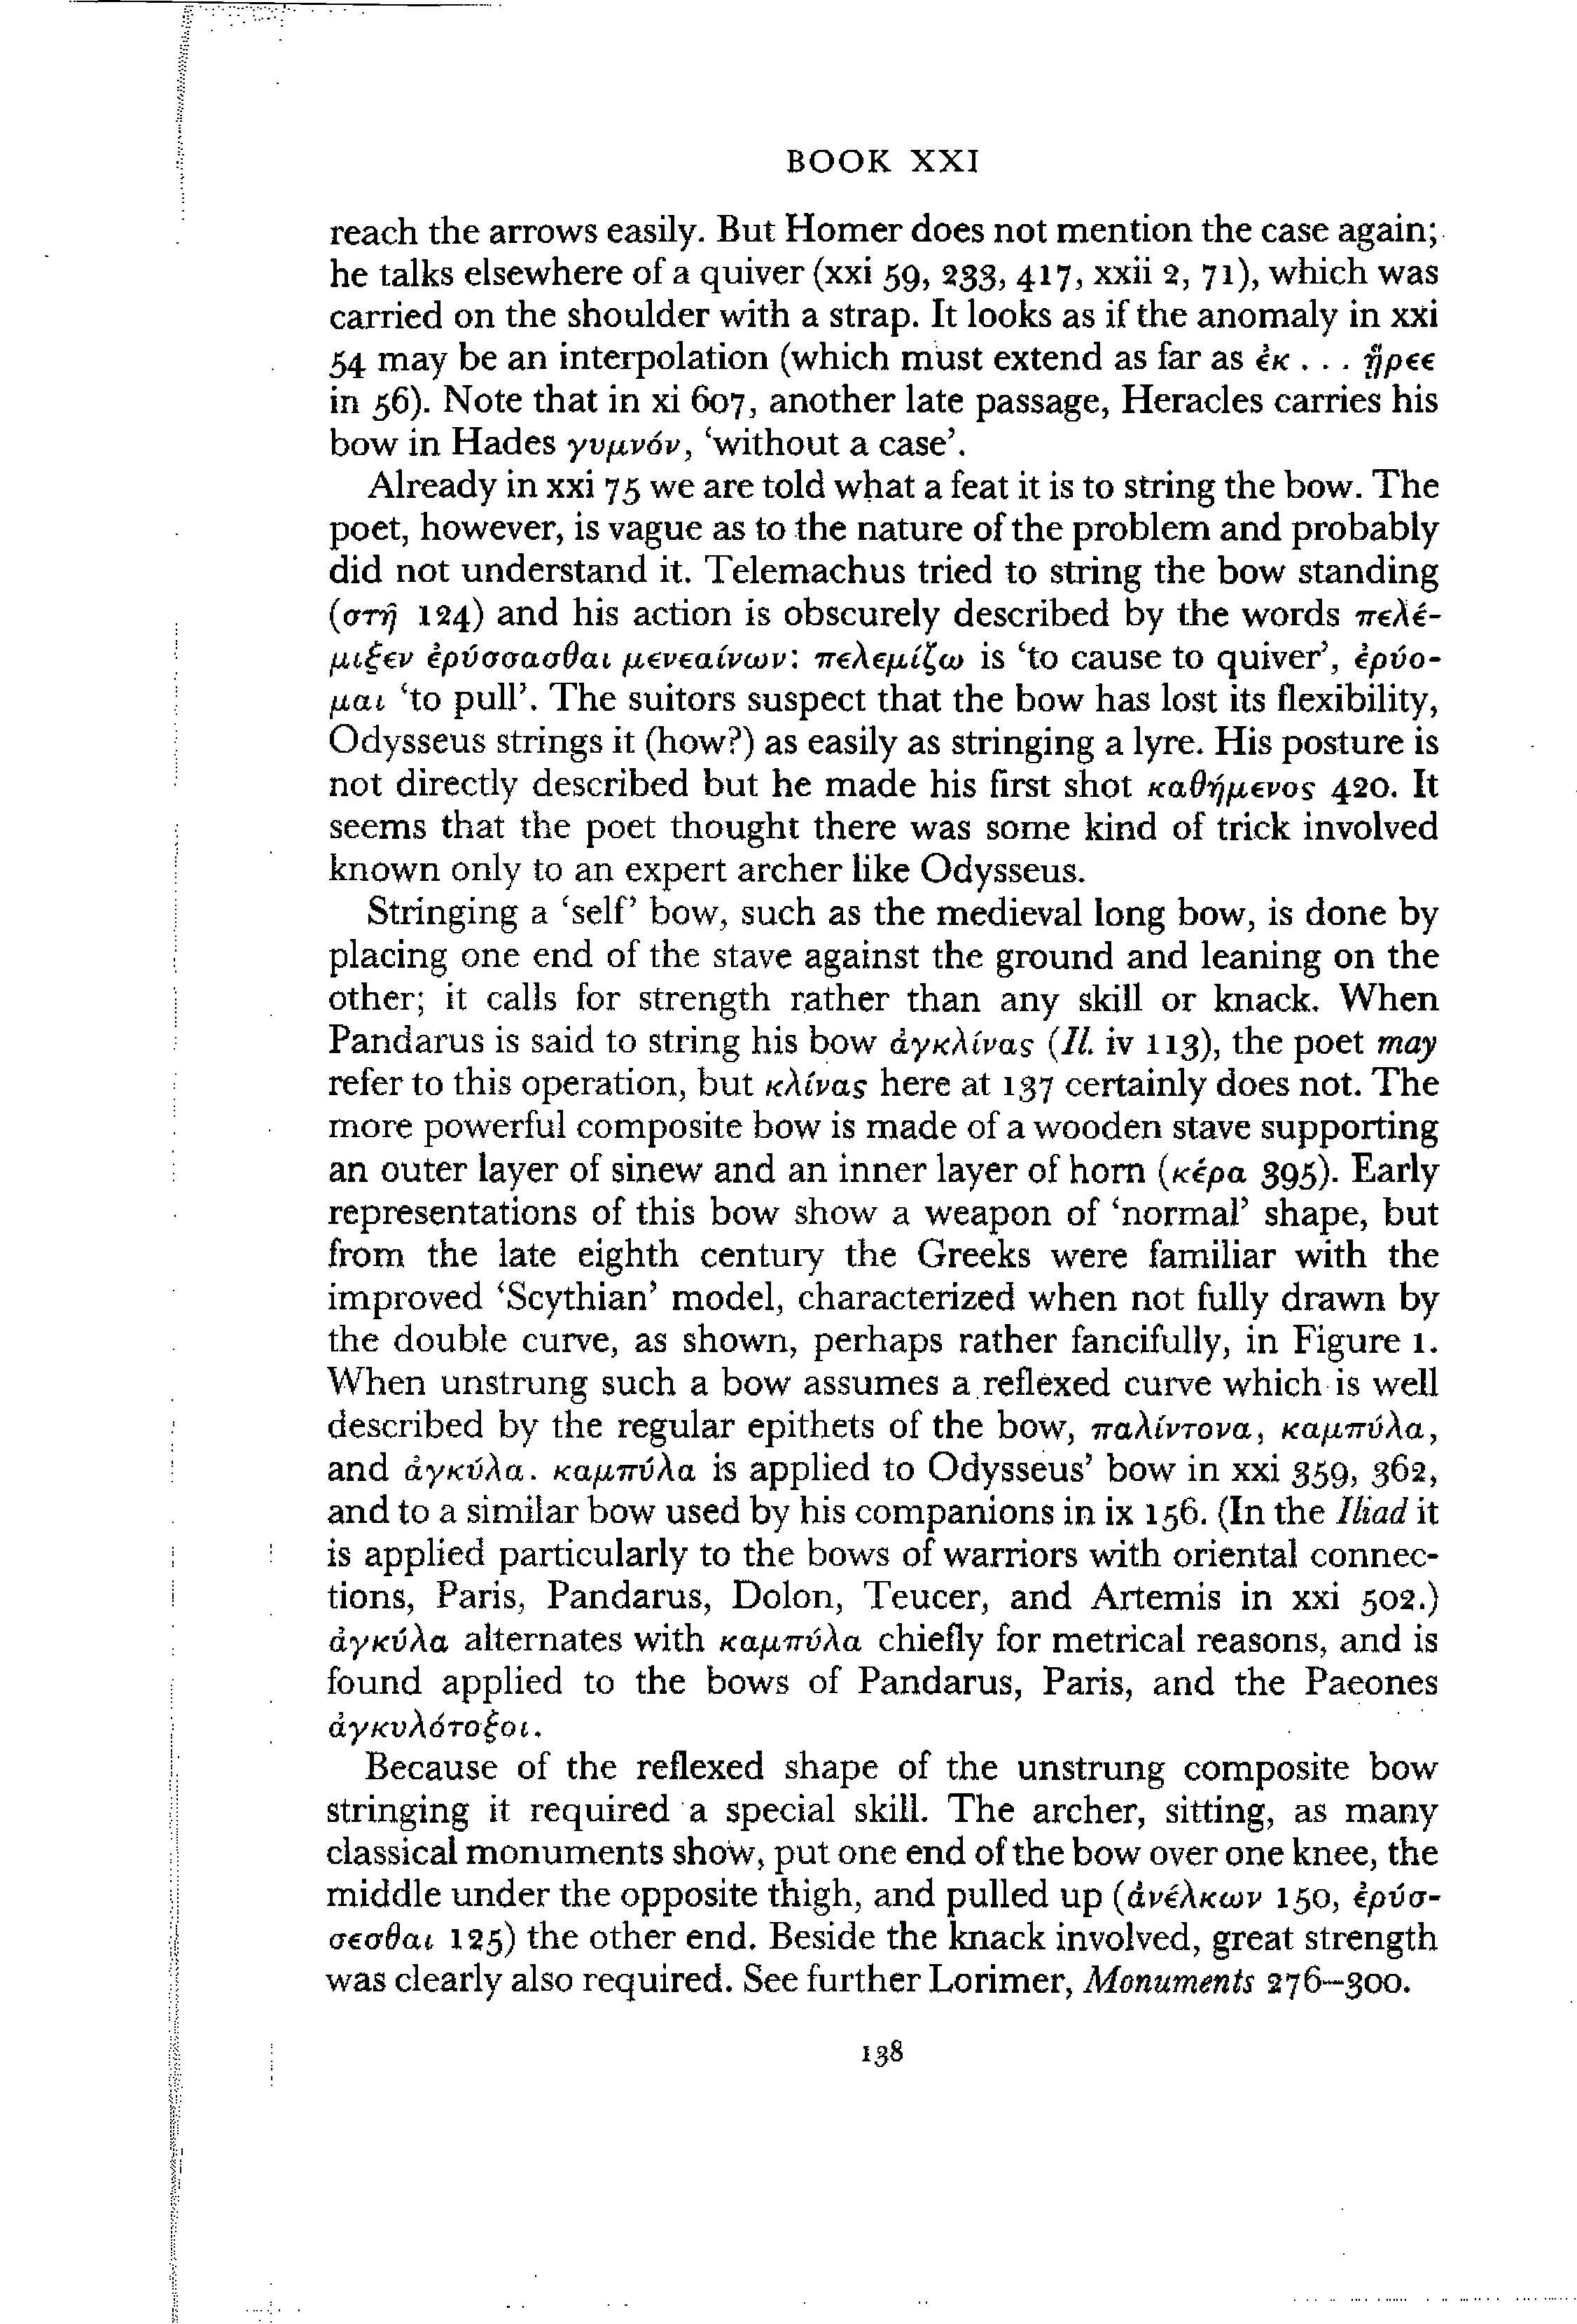 BOOK XXI
reach the arrows easily. But Homer does not mention the case again;
he talks elsewhere of a quiver (xxi 59, 233, 417, xxii 2, 71), which was
carried on the shoulder with a strap. It looks as if the anomaly in xxi
54 may be an interpolation (which must extend as far as ἐκ . . . ᾕρεε
in 56). Note that in xi 607, another late passage, Heracles carries his
bow in Hades γυμνόν, ‘without a case’.
Already in xxi 75 we are told what a feat it is to string the bow. The
poet, however, is vague as to the nature of the problem and probably
did not understand it. Telemachus tried to string the bow standing
(στῆ 124) and his action is obscurely described by the words πελέ-
μιξεν ἐρύσσασθαι μενεαίνων: πελεμίζω is ‘to cause to quiver’, ἐρύο-
μαι ‘to pull’. The suitors suspect that the bow has lost its flexibility,
Odysseus strings it (how?) as easily as stringing a lyre. His posture is
not directly described but he made his first shot καθήμενος 420. It
seems that the poet thought there was some kind of trick involved
known only to an expert archer like Odysseus.
Stringing a ‘self’ bow, such as the medieval long bow, is done by
placing one end of the stave against the ground and leaning on the
other; it calls for strength rather than any skill or knack. When
Pandarus is said to string his bow ἀγκλίνας (Il. iv 113), the poet may
refer to this operation, but κλίνας here at 137 certainly does not. The
more powerful composite bow is made of a wooden stave supporting
an outer layer of sinew and an inner layer of horn (κέρα 395). Early
representations of this bow show a weapon of ‘normal’ shape, but
from the late eighth century the Greeks were familiar with the
improved ‘Scythian’ model, characterized when not fully drawn by
the double curve, as shown, perhaps rather fancifully, in Figure 1.
When unstrung such a bow assumes a reflexed curve which is well
described by the regular epithets of the bow, παλίντονα, καμπύλα,
and ἀγκύλα. καμπύλα is applied to Odysseus’ bow in xxi 359, 362,
and to a similar bow used by his companions in ix 156. (In the Iliad it
is applied particularly to the bows of warriors with oriental connec-
tions, Paris, Pandarus, Dolon, Teucer, and Artemis in xxi 502.)
ἀγκύλα alternates with καμπύλα chiefly for metrical reasons, and is
found applied to the bows of Pandarus, Paris, and the Paeones
ἀγκυλότοξοι.
Because of the reflexed shape of the unstrung composite bow
stringing it required a special skill. The archer, sitting, as many
classical monuments show, put one end of the bow over one knee, the
middle under the opposite thigh, and pulled up (ἀνέλκων 150, ἐρύσ-
σεσθαι 125) the other end. Beside the knack involved, great strength
was clearly also required. See further Lorimer, Monuments 276–300.
138